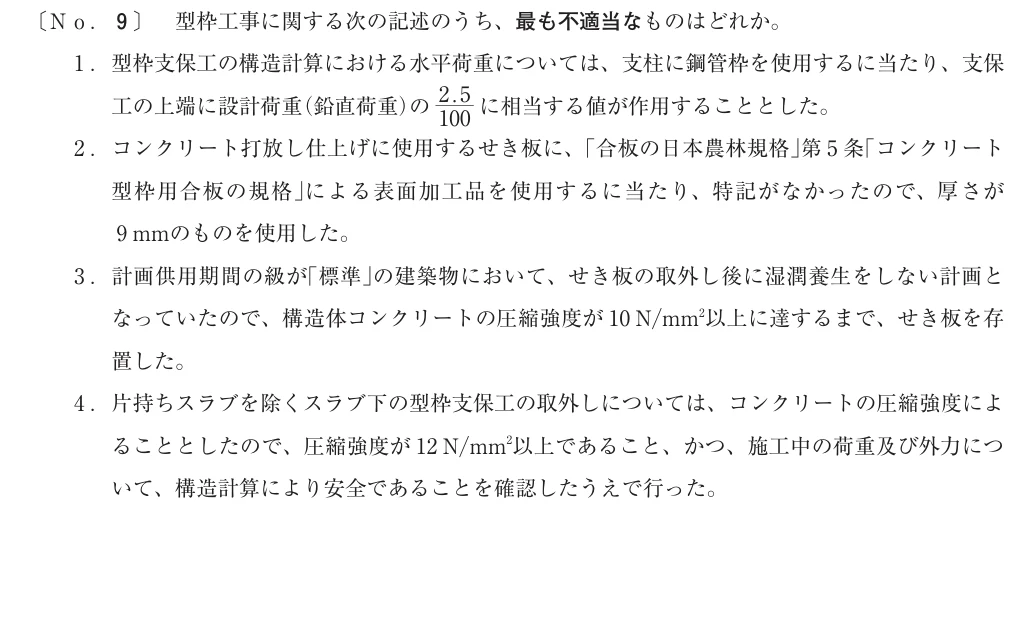 〔No. 9〕 型枠工事に関する次の記述のうち、最も不適当なものはどれか。
1. 型枠支保工の構造計算における水平荷重については、支柱に鋼管枠を使用するに当たり、支保
工の上端に設計荷重(鉛直荷重)の 2.5/100 に相当する値が作用することとした。
2. コンクリート打放し仕上げに使用するせき板に、「合板の日本農林規格」第5条「コンクリート
型枠用合板の規格」による表面加工品を使用するに当たり、特記がなかったので、厚さが
9 mmのものを使用した。
3. 計画供用期間の級が「標準」の建築物において、せき板の取外し後に湿潤養生をしない計画と
なっていたので、構造体コンクリートの圧縮強度が 10 N/mm²以上に達するまで、せき板を存
置した。
4. 片持ちスラブを除くスラブ下の型枠支保工の取外しについては、コンクリートの圧縮強度によ
ることとしたので、圧縮強度が 12 N/mm²以上であること、かつ、施工中の荷重及び外力につ
いて、構造計算により安全であることを確認したうえで行った。